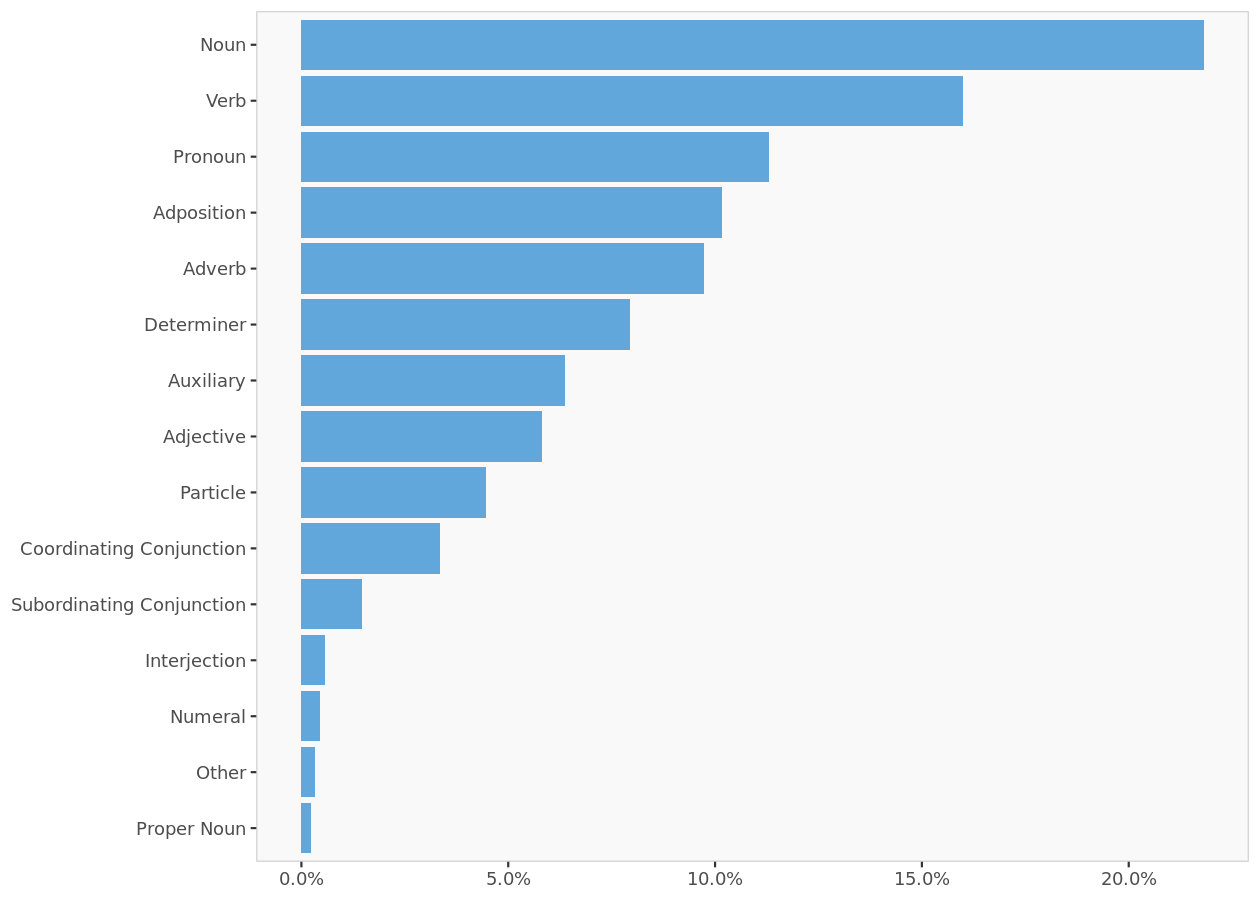 Noun
Verb
Pronoun
Adposition
Adverb
Determiner
Auxiliary
Adjective
Particle
Coordinating Conjunction
Subordinating Conjunction
Interjection
Numeral
Other
Proper Noun
0.0% 5.0% 10.0% 15.0% 20.0%